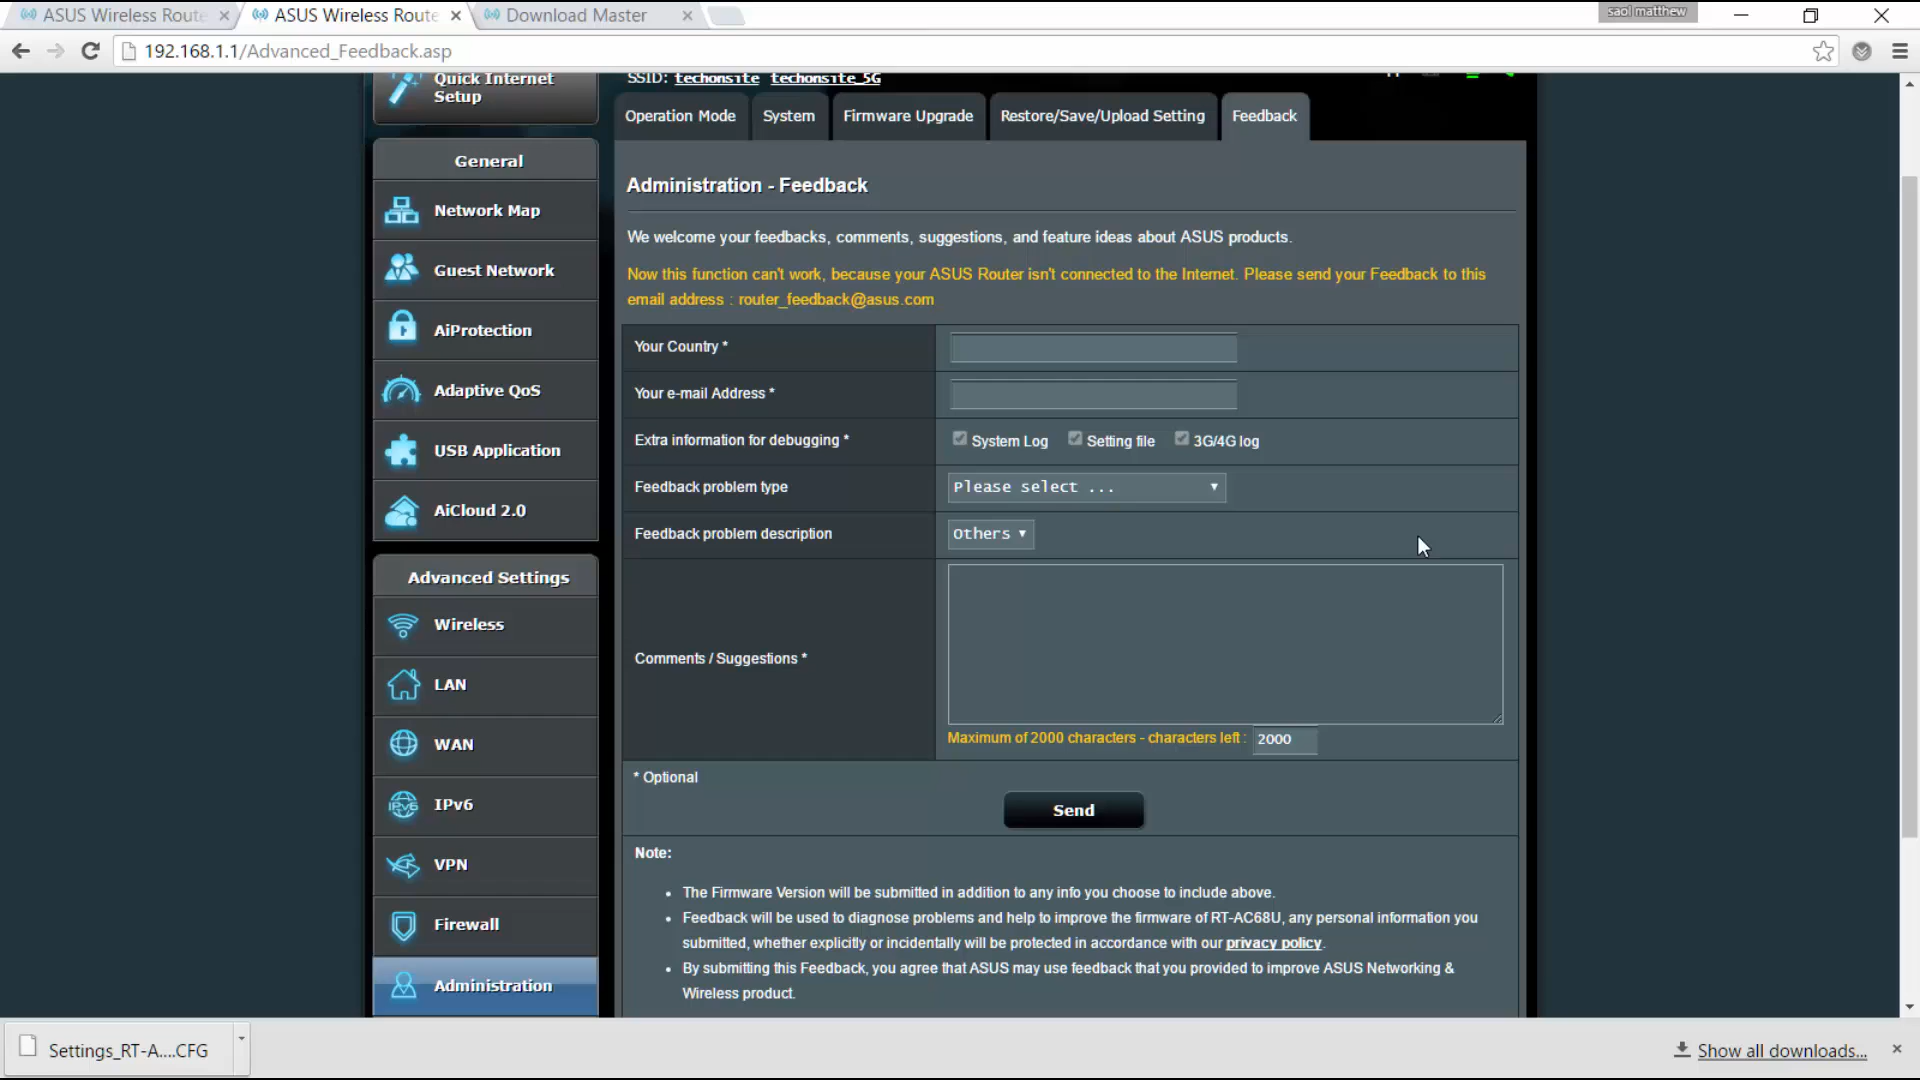 ASUS Wireless Route
ASUS Wireless Route
Download Master
saol matthew
192.168.1.1/Advanced_Feedback.asp
Quick Internet
Setup
SSID: techonsite techonsite_5G
Operation Mode
System
Firmware Upgrade
Restore/Save/Upload Setting
Feedback
General
Network Map
Guest Network
AiProtection
Adaptive QoS
USB Application
AiCloud 2.0
Advanced Settings
Wireless
LAN
WAN
IPv6
VPN
Firewall
Administration
Administration - Feedback
We welcome your feedbacks, comments, suggestions, and feature ideas about ASUS products.
Now this function can't work, because your ASUS Router isn't connected to the Internet. Please send your Feedback to this
email address : router_feedback@asus.com
Your Country *
Your e-mail Address *
Extra information for debugging * System Log Setting file 3G/4G log
Feedback problem type Please select ...
Feedback problem description Others
Comments / Suggestions *
Maximum of 2000 characters - characters left : 2000
* Optional
Send
Note:
• The Firmware Version will be submitted in addition to any info you choose to include above.
• Feedback will be used to diagnose problems and help to improve the firmware of RT-AC68U, any personal information you
submitted, whether explicitly or incidentally will be protected in accordance with our privacy policy.
• By submitting this Feedback, you agree that ASUS may use feedback that you provided to improve ASUS Networking &
Wireless product.
Settings_RT-A....CFG
Show all downloads...